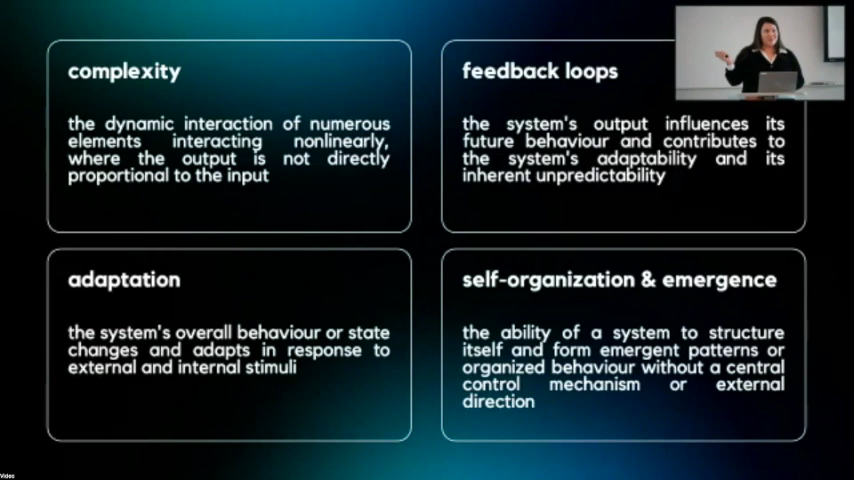 complexity
the dynamic interaction of numerous
elements interacting nonlinearly,
where the output is not directly
proportional to the input
feedback loops
the system's output influences its
future behaviour and contributes to
the system's adaptability and its
inherent unpredictability
adaptation
the system's overall behaviour or state
changes and adapts in response to
external and internal stimuli
self-organization & emergence
the ability of a system to structure
itself and form emergent patterns or
organized behaviour without a central
control mechanism or external
direction
Video